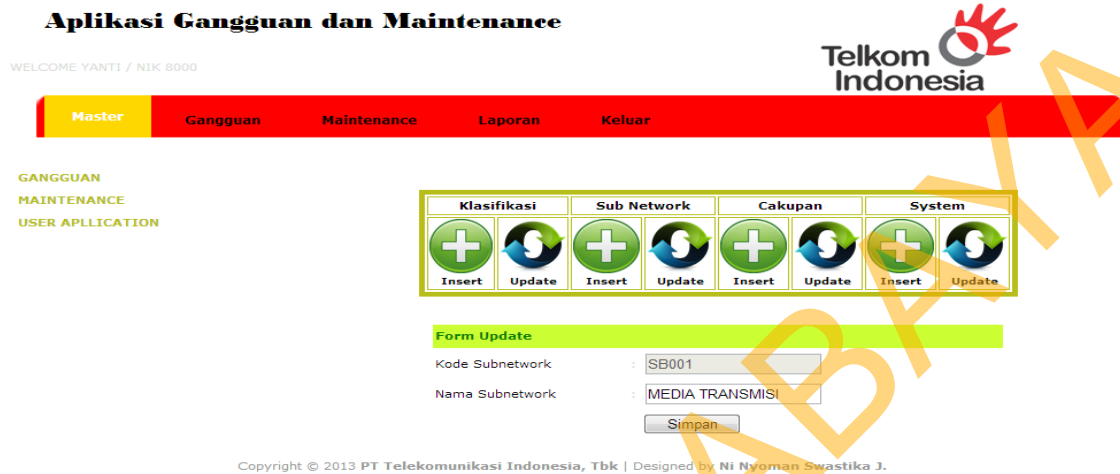 Aplikasi Gangguan dan Maintenance
Telkom
Indonesia
WELCOME YANTI / NIK 8000
Master Gangguan Maintenance Laporan Keluar
GANGGUAN
MAINTENANCE
USER APLLICATION
Klasifikasi Sub Network Cakupan System
Insert Update Insert Update Insert Update Insert Update
Form Update
Kode Subnetwork : SB001
Nama Subnetwork : MEDIA TRANSMISI
Simpan
Copyright © 2013 PT Telekomunikasi Indonesia, Tbk | Designed by Ni Nyoman Swastika J.
ABAYA